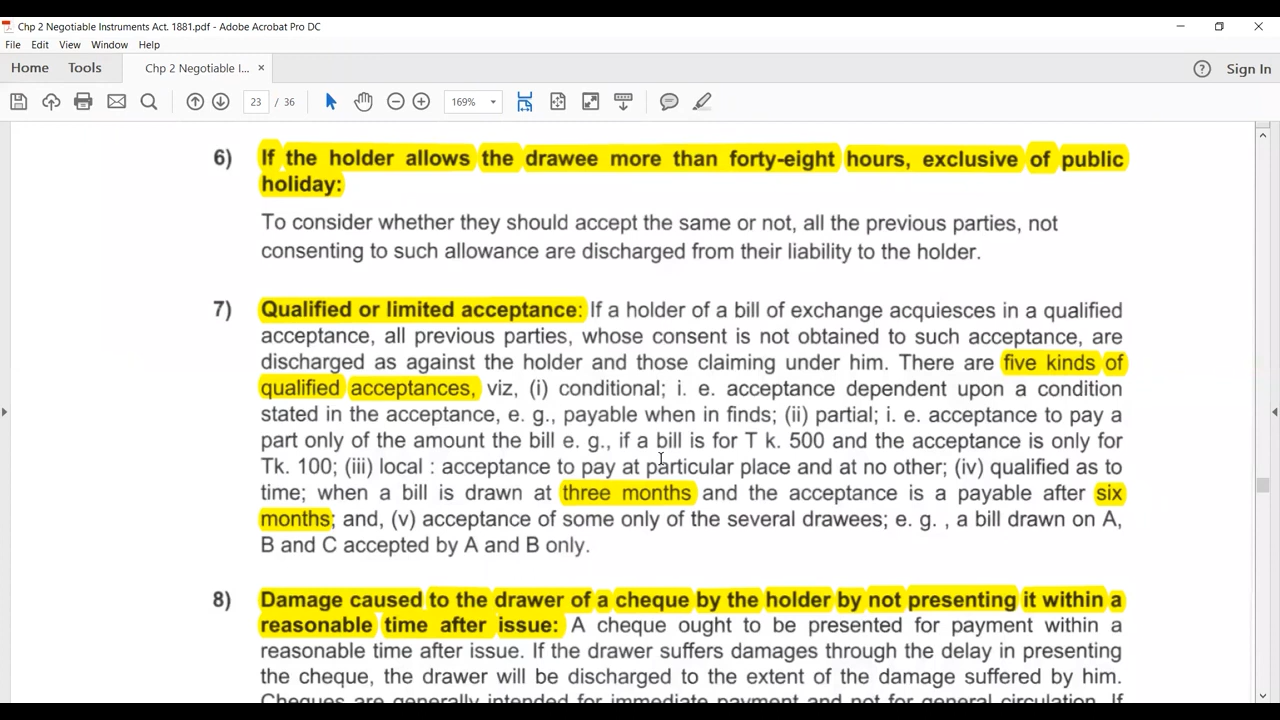 Chp 2 Negotiable Instruments Act. 1881.pdf - Adobe Acrobat Pro DC
File Edit View Window Help
Home Tools Chp 2 Negotiable I... × Sign In
23 / 36 169%
6) If the holder allows the drawee more than forty-eight hours, exclusive of public
holiday:
To consider whether they should accept the same or not, all the previous parties, not
consenting to such allowance are discharged from their liability to the holder.
7) Qualified or limited acceptance: If a holder of a bill of exchange acquiesces in a qualified
acceptance, all previous parties, whose consent is not obtained to such acceptance, are
discharged as against the holder and those claiming under him. There are five kinds of
qualified acceptances, viz, (i) conditional; i. e. acceptance dependent upon a condition
stated in the acceptance, e. g., payable when in finds; (ii) partial; i. e. acceptance to pay a
part only of the amount the bill e. g., if a bill is for T k. 500 and the acceptance is only for
Tk. 100; (iii) local : acceptance to pay at particular place and at no other; (iv) qualified as to
time; when a bill is drawn at three months and the acceptance is a payable after six
months; and, (v) acceptance of some only of the several drawees; e. g. , a bill drawn on A,
B and C accepted by A and B only.
8) Damage caused to the drawer of a cheque by the holder by not presenting it within a
reasonable time after issue: A cheque ought to be presented for payment within a
reasonable time after issue. If the drawer suffers damages through the delay in presenting
the cheque, the drawer will be discharged to the extent of the damage suffered by him.
Cheques are generally intended for immediate payment and not for general circulation. If